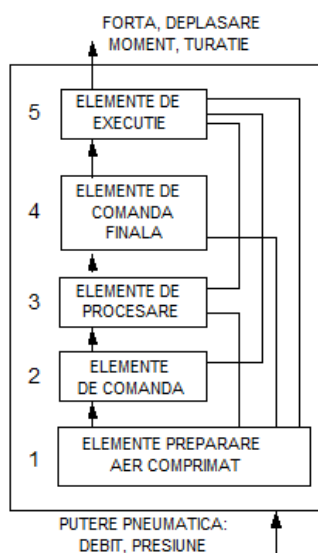 FORTA, DEPLASARE
MOMENT, TURATIE
5
ELEMENTE DE
EXECUTIE
4
ELEMENTE DE
COMANDA
FINALA
3
ELEMENTE DE
PROCESARE
2
ELEMENTE
DE COMANDA
1
ELEMENTE PREPARARE
AER COMPRIMAT
PUTERE PNEUMATICA:
DEBIT, PRESIUNE